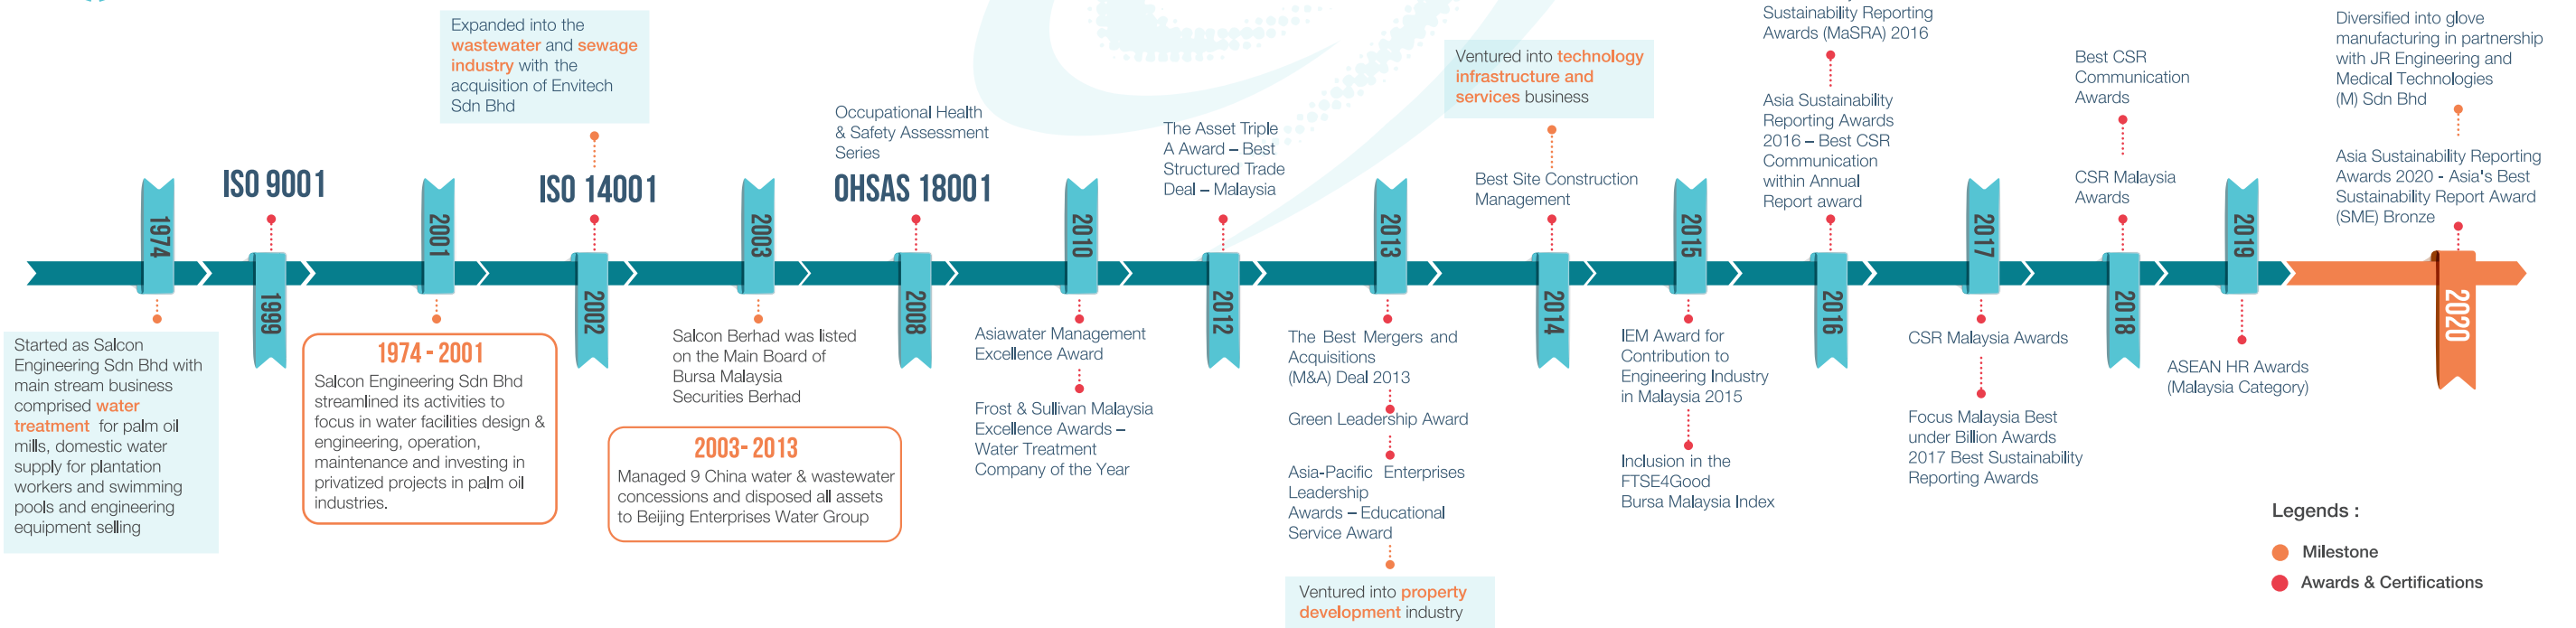 1974
Started as Salcon
Engineering Sdn Bhd with
main stream business
comprised water
treatment for palm oil
mills, domestic water
supply for plantation
workers and swimming
pools and engineering
equipment selling
ISO 9001
1999
2001
1974 - 2001
Salcon Engineering Sdn Bhd
streamlined its activities to
focus in water facilities design &
engineering, operation,
maintenance and investing in
privatized projects in palm oil
industries.
Expanded into the
wastewater and sewage
industry with the
acquisition of Envitech
Sdn Bhd
ISO 14001
2002
2003
Salcon Berhad was listed
on the Main Board of
Bursa Malaysia
Securities Berhad
2003- 2013
Managed 9 China water & wastewater
concessions and disposed all assets
to Beijing Enterprises Water Group
Occupational Health
& Safety Assessment
Series
OHSAS 18001
2008
2010
Asiawater Management
Excellence Award
Frost & Sullivan Malaysia
Excellence Awards –
Water Treatment
Company of the Year
The Asset Triple
A Award – Best
Structured Trade
Deal – Malaysia
2012
2013
The Best Mergers and
Acquisitions
(M&A) Deal 2013
Green Leadership Award
Asia-Pacific Enterprises
Leadership
Awards – Educational
Service Award
Ventured into property
development industry
Ventured into technology
infrastructure and
services business
Best Site Construction
Management
2014
2015
IEM Award for
Contribution to
Engineering Industry
in Malaysia 2015
Inclusion in the
FTSE4Good
Bursa Malaysia Index
Sustainability Reporting
Awards (MaSRA) 2016
Asia Sustainability
Reporting Awards
2016 – Best CSR
Communication
within Annual
Report award
2016
2017
CSR Malaysia Awards
Focus Malaysia Best
under Billion Awards
2017 Best Sustainability
Reporting Awards
Best CSR
Communication
Awards
CSR Malaysia
Awards
2018
2019
ASEAN HR Awards
(Malaysia Category)
Diversified into glove
manufacturing in partnership
with JR Engineering and
Medical Technologies
(M) Sdn Bhd
Asia Sustainability Reporting
Awards 2020 - Asia's Best
Sustainability Report Award
(SME) Bronze
2020
Legends :
Milestone
Awards & Certifications